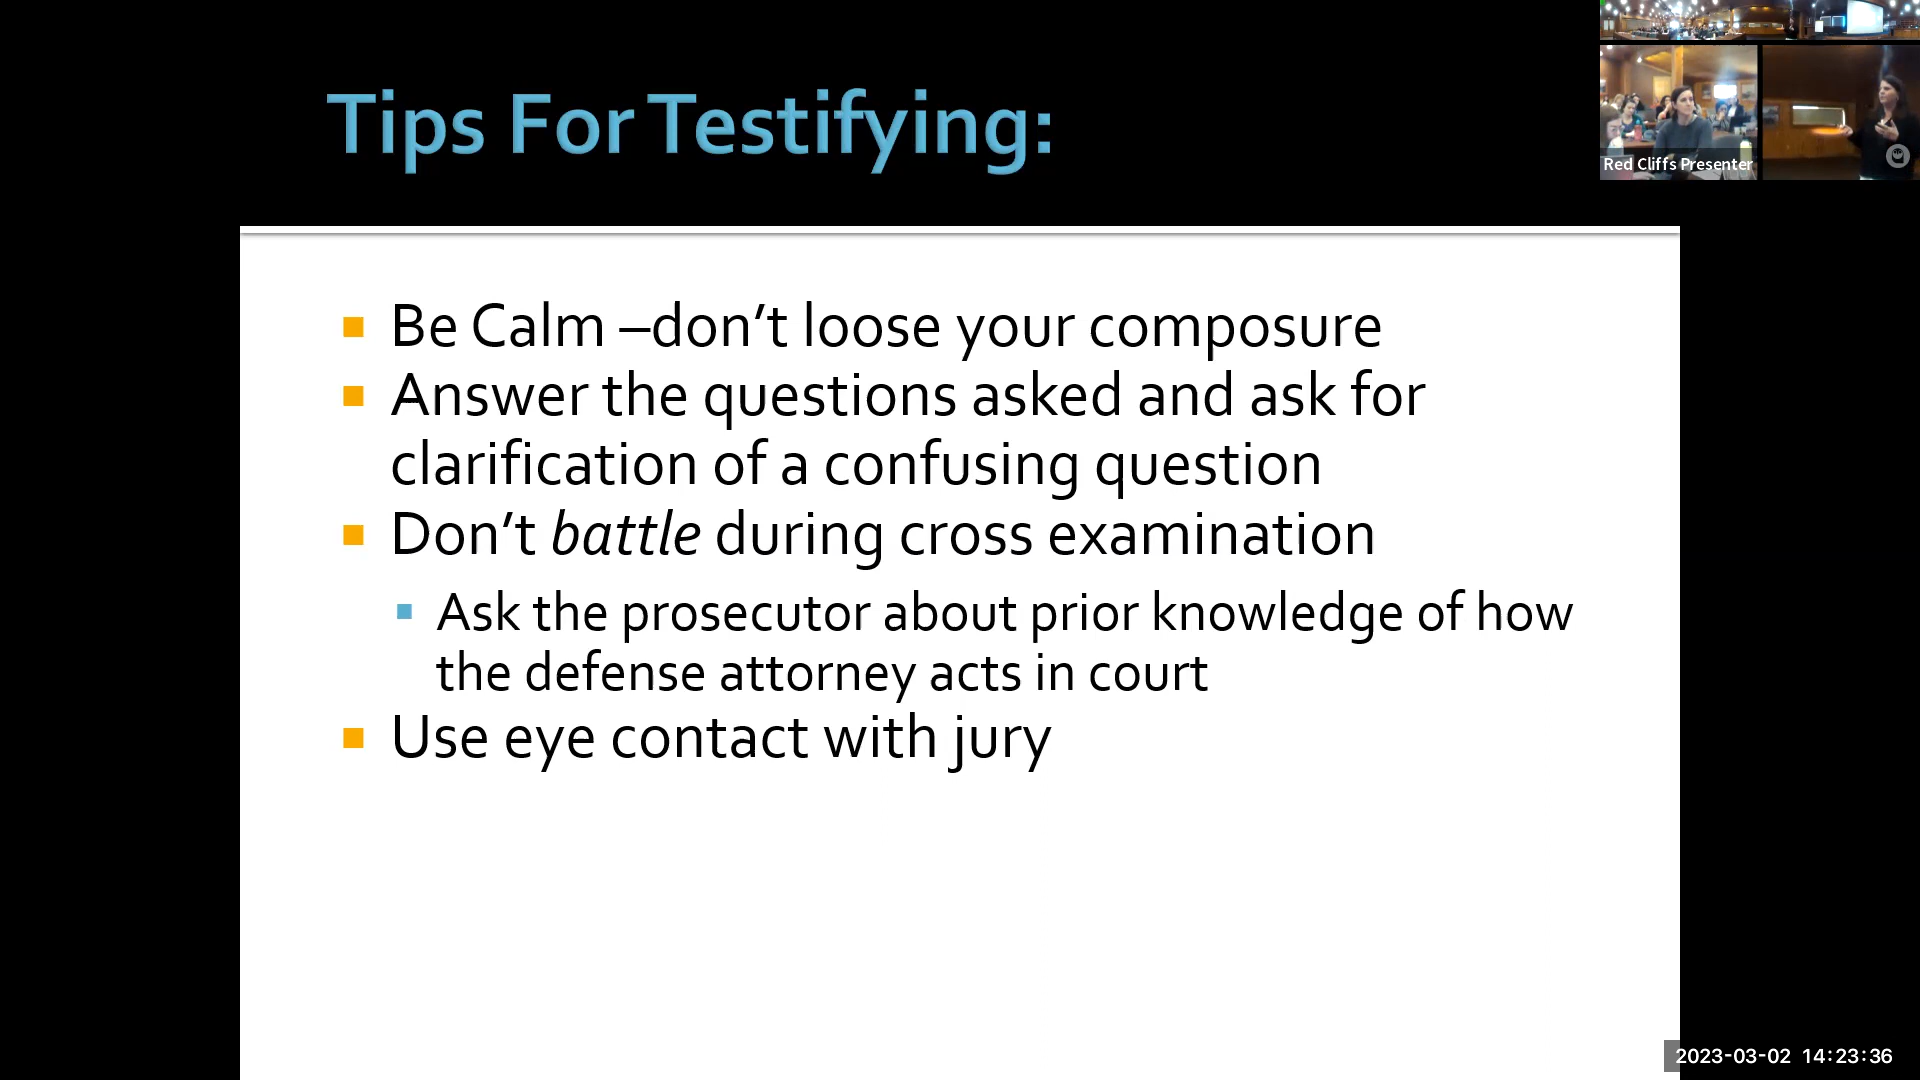 Tips For Testifying:
Red Cliffs Presenter
Be Calm –don’t loose your composure
Answer the questions asked and ask for
clarification of a confusing question
Don’t battle during cross examination
Ask the prosecutor about prior knowledge of how
the defense attorney acts in court
Use eye contact with jury
2023-03-02 14:23:36